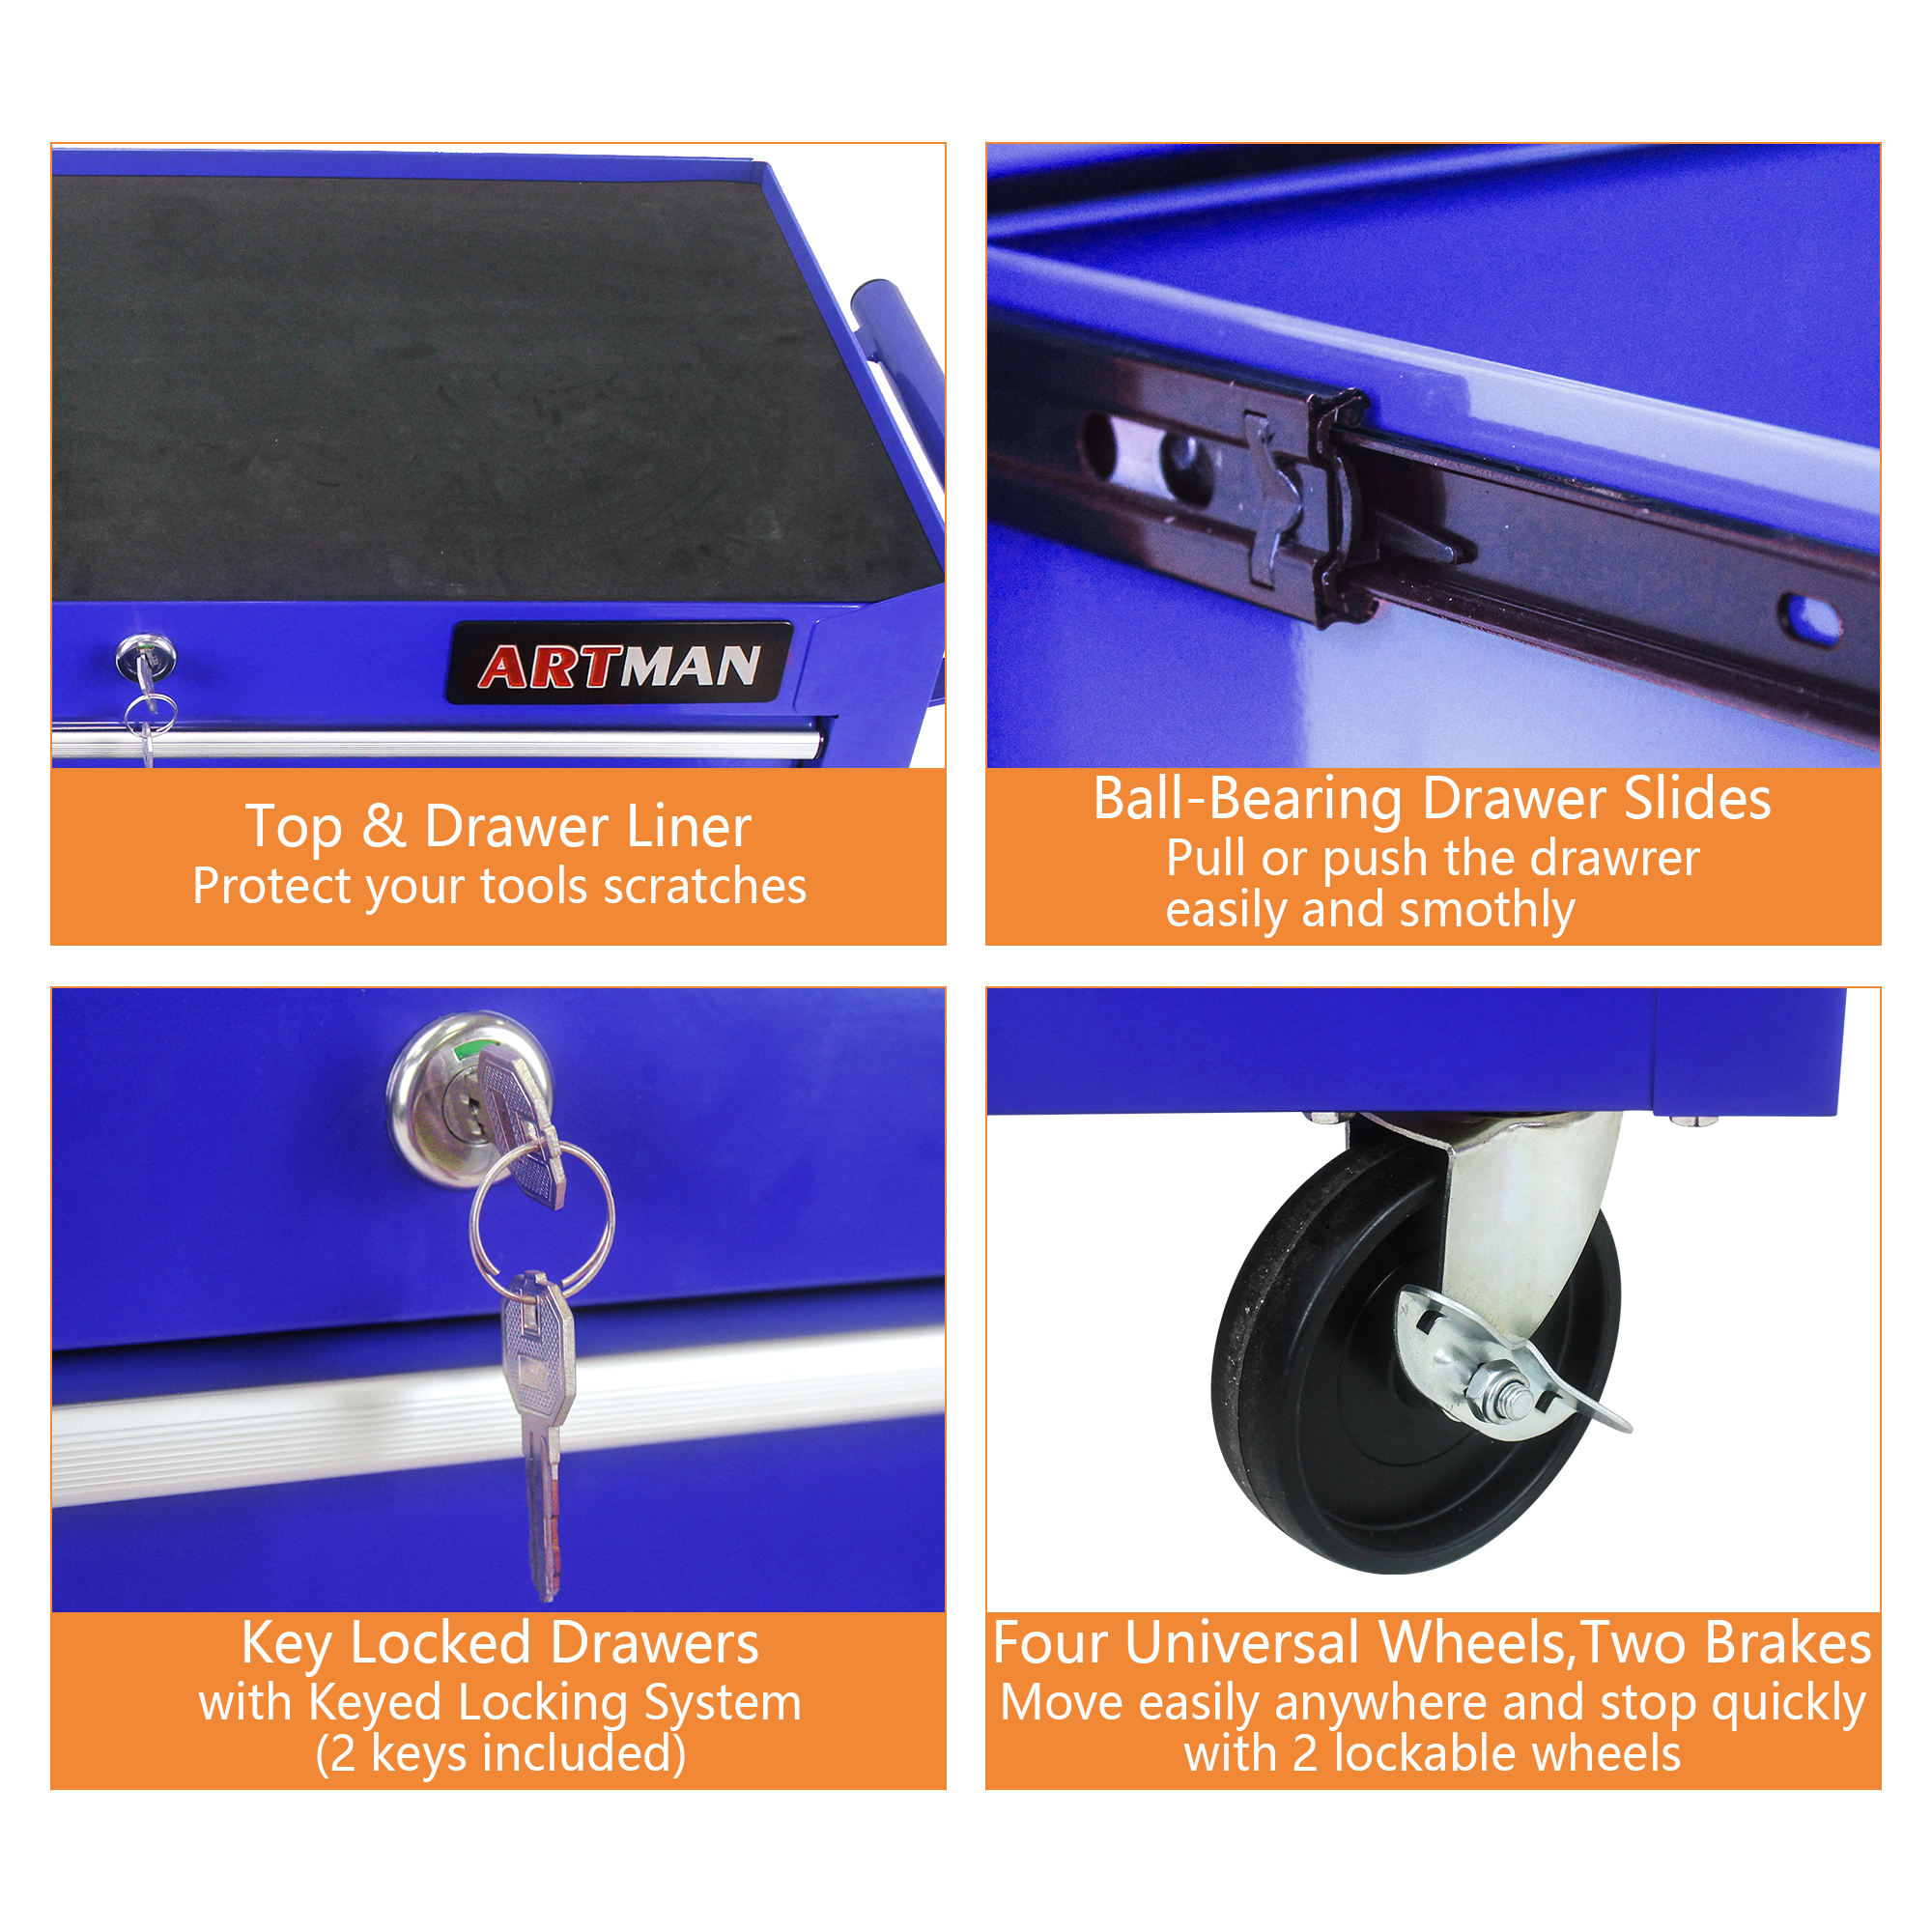 ARTMAN
Top & Drawer Liner
Protect your tools scratches
Ball-Bearing Drawer Slides
Pull or push the drawrer
easily and smothly
Key Locked Drawers
with Keyed Locking System
(2 keys included)
Four Universal Wheels,Two Brakes
Move easily anywhere and stop quickly
with 2 lockable wheels